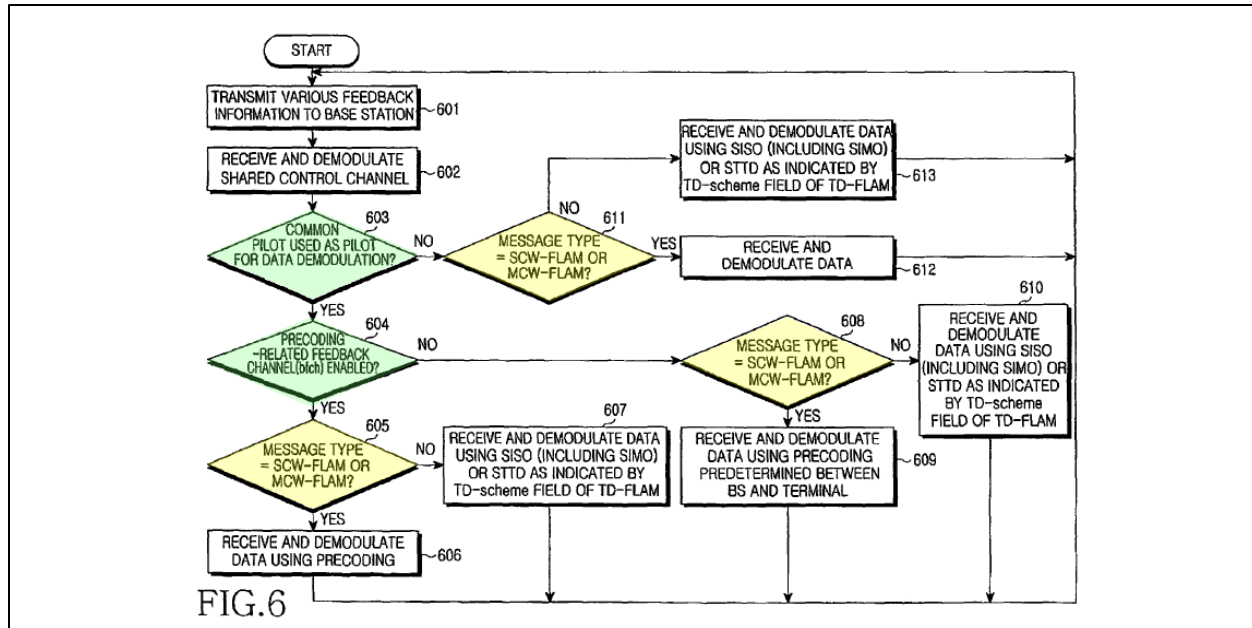 START
TRANSMIT VARIOUS FEEDBACK
INFORMATION TO BASE STATION
601
RECEIVE AND DEMODULATE
SHARED CONTROL CHANNEL
602
603
COMMON
PILOT USED AS PILOT
FOR DATA DEMODULATION?
NO
YES
611
MESSAGE TYPE
= SCW-FLAM OR
MCW-FLAM?
NO
YES
RECEIVE AND DEMODULATE DATA
USING SISO (INCLUDING SIMO)
OR STTD AS INDICATED BY
TD-scheme FIELD OF TD-FLAM
613
RECEIVE AND
DEMODULATE DATA
612
604
PRECODING
-RELATED FEEDBACK
CHANNEL(blch) ENABLED?
NO
YES
608
MESSAGE TYPE
= SCW-FLAM OR
MCW-FLAM?
NO
YES
610
RECEIVE AND
DEMODULATE
DATA USING SISO
(INCLUDING SIMO) OR
STTD AS INDICATED
BY TD-scheme
FIELD OF TD-FLAM
605
MESSAGE TYPE
= SCW-FLAM OR
MCW-FLAM?
NO
YES
607
RECEIVE AND DEMODULATE DATA
USING SISO (INCLUDING SIMO)
OR STTD AS INDICATED BY
TD-scheme FIELD OF TD-FLAM
RECEIVE AND DEMODULATE
DATA USING PRECODING
PREDETERMINED BETWEEN
BS AND TERMINAL
609
RECEIVE AND DEMODULATE
DATA USING PRECODING
606
FIG.6